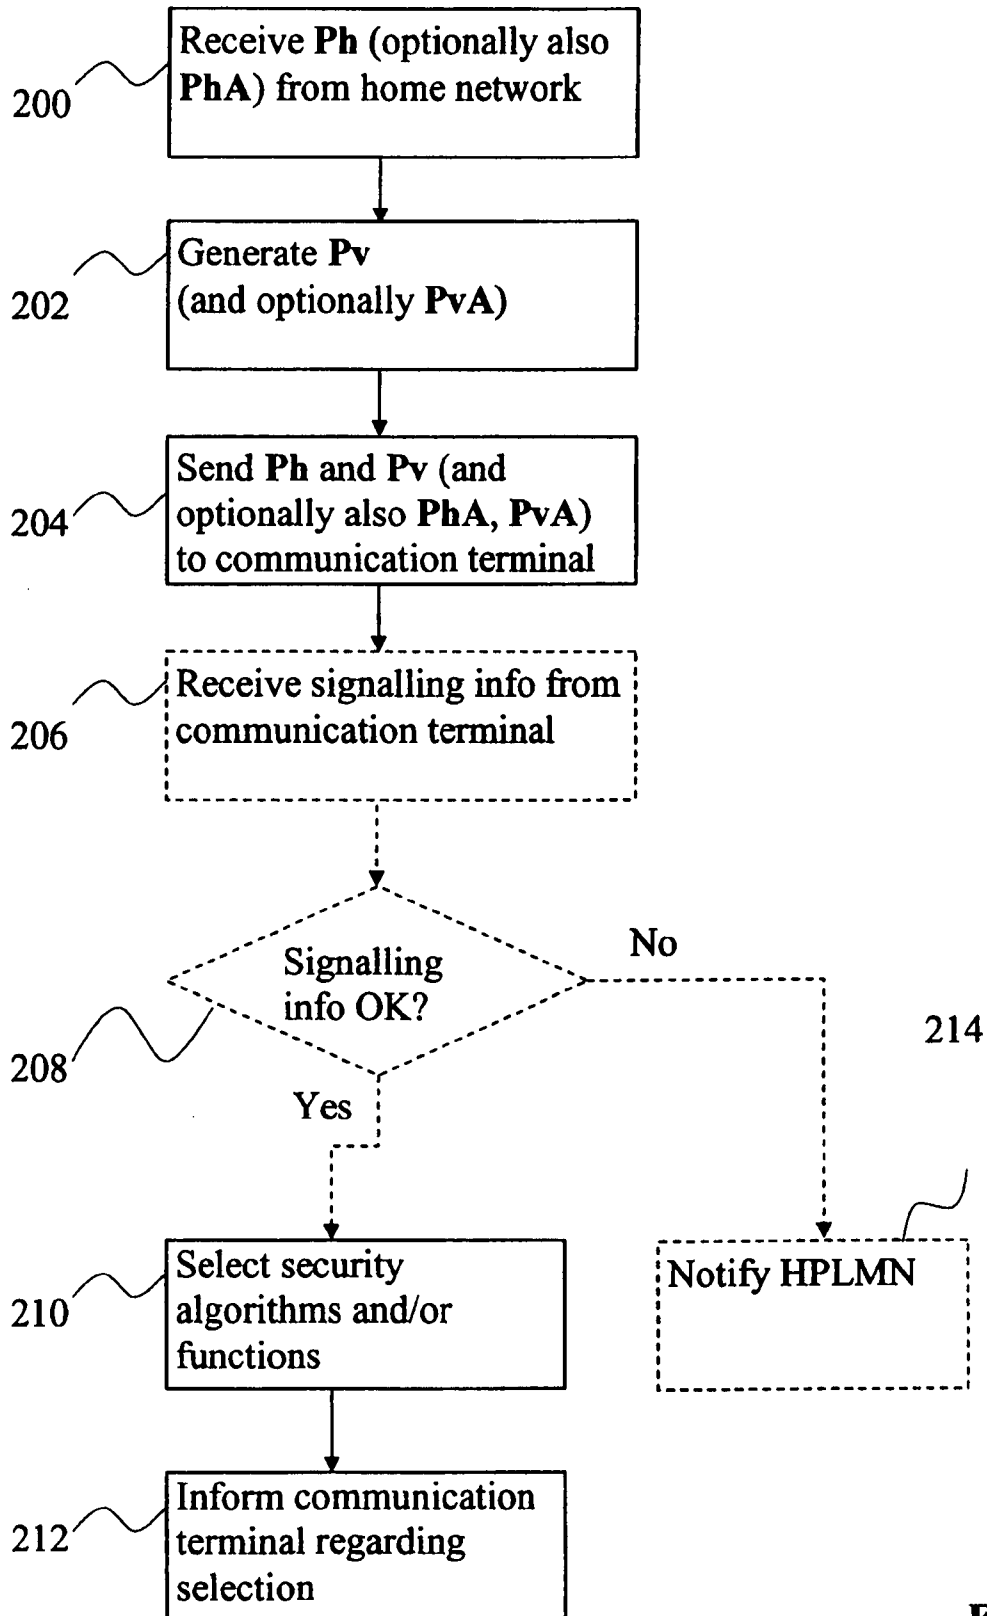 200
Receive Ph (optionally also
PhA) from home network
202
Generate Pv
(and optionally PvA)
204
Send Ph and Pv (and
optionally also PhA, PvA)
to communication terminal
206
Receive signalling info from
communication terminal
208
Signalling
info OK?
No
Yes
214
210
Select security
algorithms and/or
functions
Notify HPLMN
212
Inform communication
terminal regarding
selection